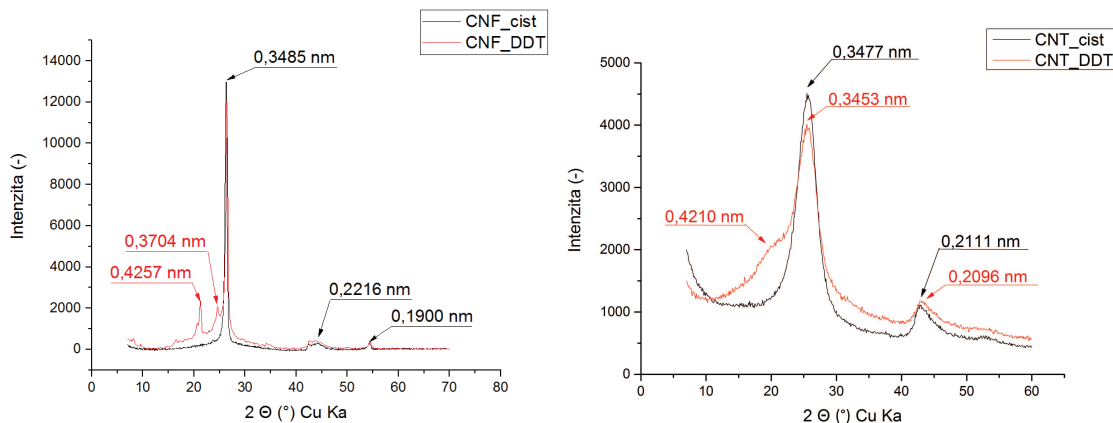 CNF_cist
CNF_DDT
0,3485 nm
0,3704 nm
0,4257 nm
0,2216 nm
0,1900 nm
Intenzita (-)
14000
12000
10000
8000
6000
4000
2000
0
0 10 20 30 40 50 60 70 80
2 Θ (°) Cu Ka
CNT_cist
CNT_DDT
0,3477 nm
0,3453 nm
0,4210 nm
0,2111 nm
0,2096 nm
Intenzita (-)
5000
4000
3000
2000
1000
0
0 10 20 30 40 50 60
2 Θ (°) Cu Ka